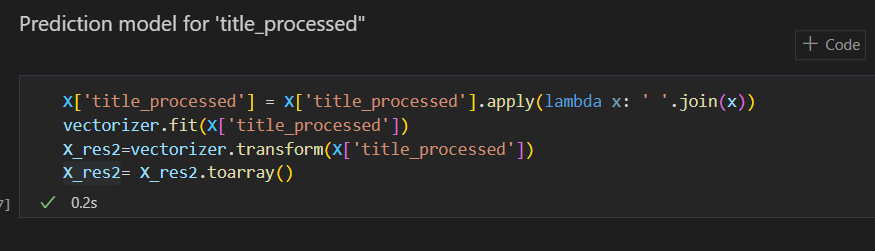 Prediction model for 'title_processed"
+ Code
X['title_processed'] = X['title_processed'].apply(lambda x: ' '.join(x))
vectorizer.fit(X['title_processed'])
X_res2=vectorizer.transform(X['title_processed'])
X_res2= X_res2.toarray()
7]
0.2s